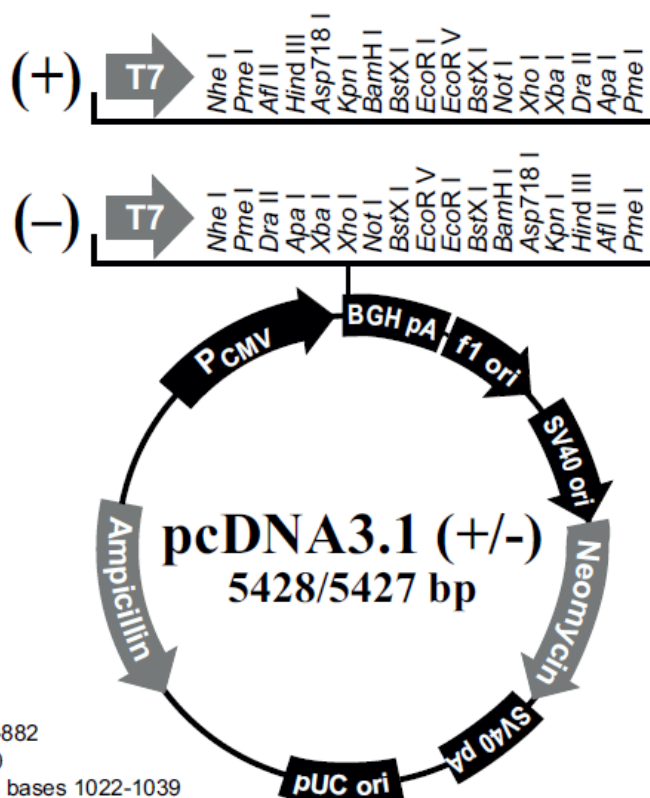 (+) T7 Nhe I Pme I Afl II Hind III Asp718 I Kpn I BamH I BstX I EcoR I EcoR V BstX I Not I Xho I Xba I Dra II Apa I Pme I
(–) T7 Nhe I Pme I Dra II Apa I Xba I Xho I Not I BstX I EcoR V EcoR I BstX I BamH I Asp718 I Kpn I Hind III Afl II Pme I
PCMV
BGH pA
f1 ori
SV40 ori
Ampicillin
pcDNA3.1 (+/-)
5428/5427 bp
Neomycin
SV40 pA
pUC ori
882
)
bases 1022-1039